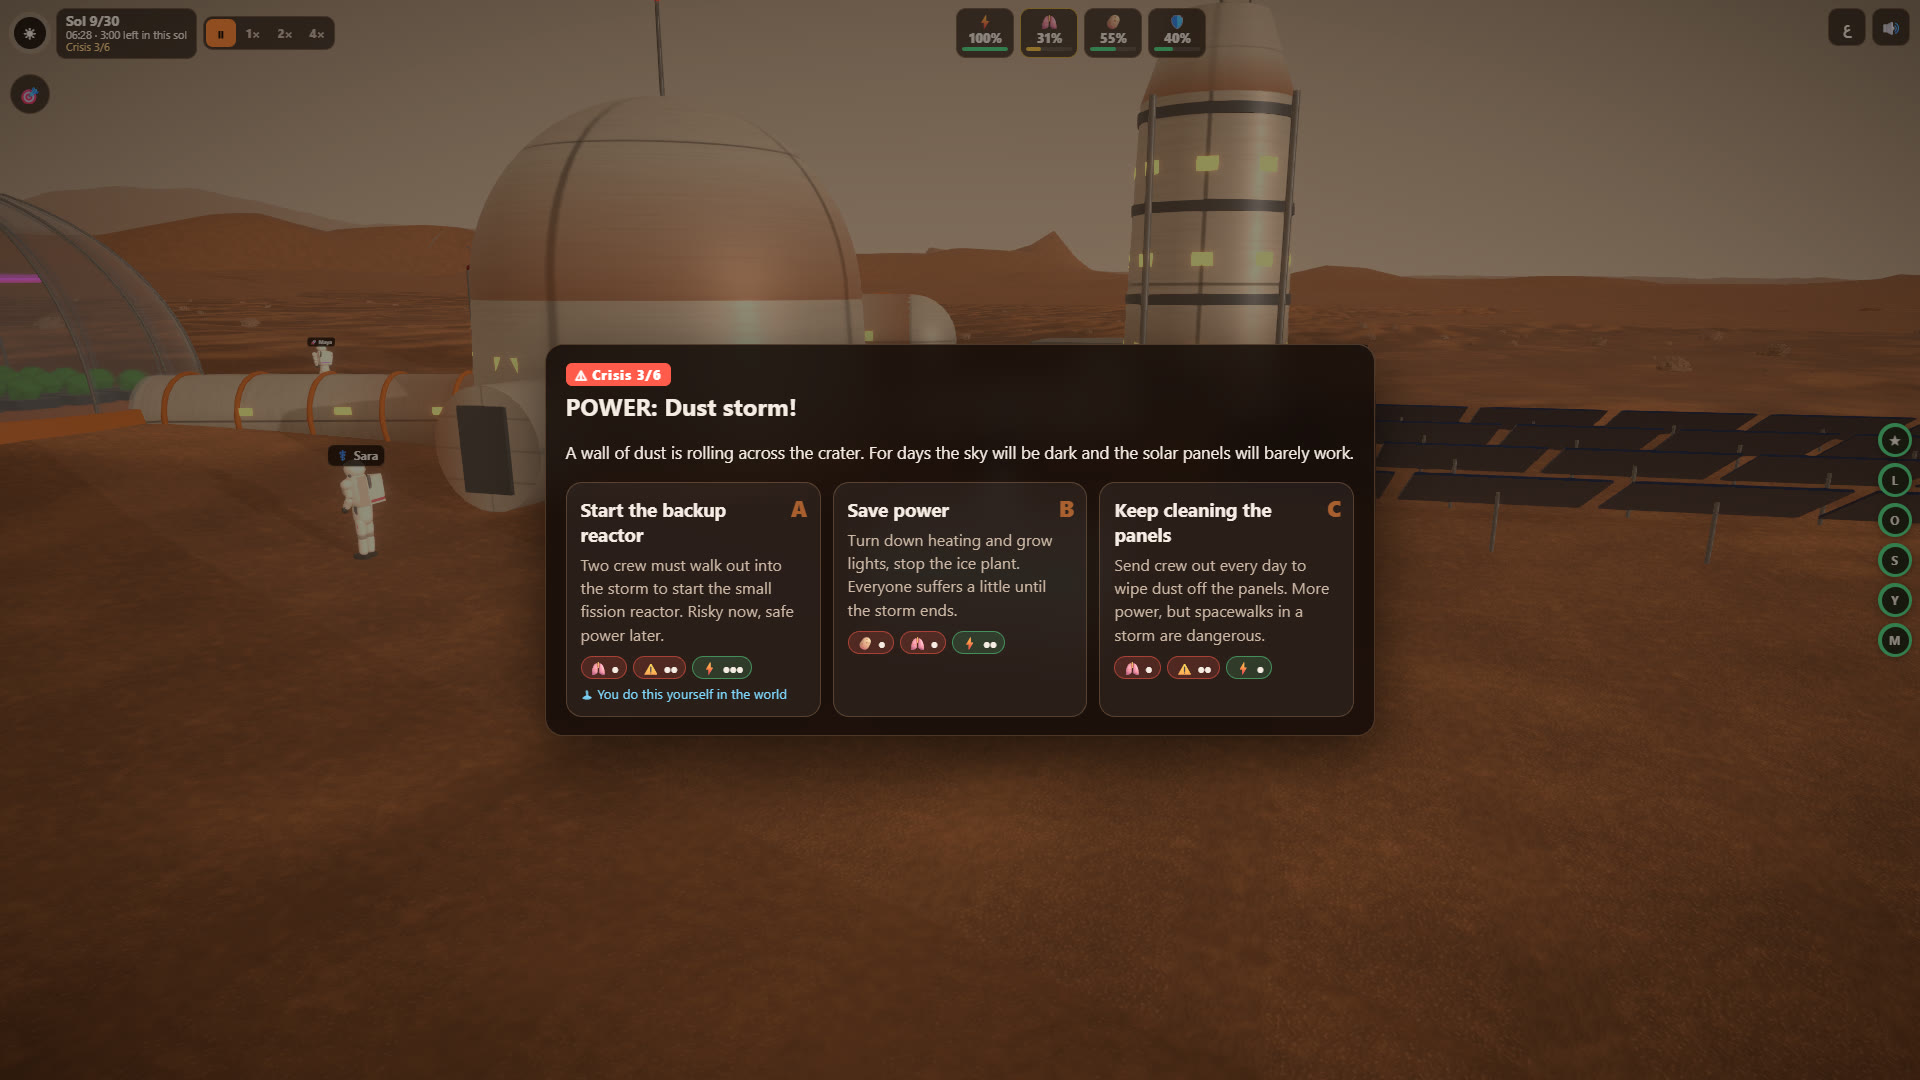 Sol 9/30
06:28 · 3:00 left in this sol
Crisis 3/6
1×
2×
4×
100%
31%
55%
40%
ع
Maya
Sara
Crisis 3/6
POWER: Dust storm!
A wall of dust is rolling across the crater. For days the sky will be dark and the solar panels will barely work.
Start the backup reactor
A
Two crew must walk out into
the storm to start the small
fission reactor. Risky now, safe
power later.
You do this yourself in the world
Save power
B
Turn down heating and grow
lights, stop the ice plant.
Everyone suffers a little until
the storm ends.
Keep cleaning the panels
C
Send crew out every day to
wipe dust off the panels. More
power, but spacewalks in a
storm are dangerous.
L
O
S
Y
M